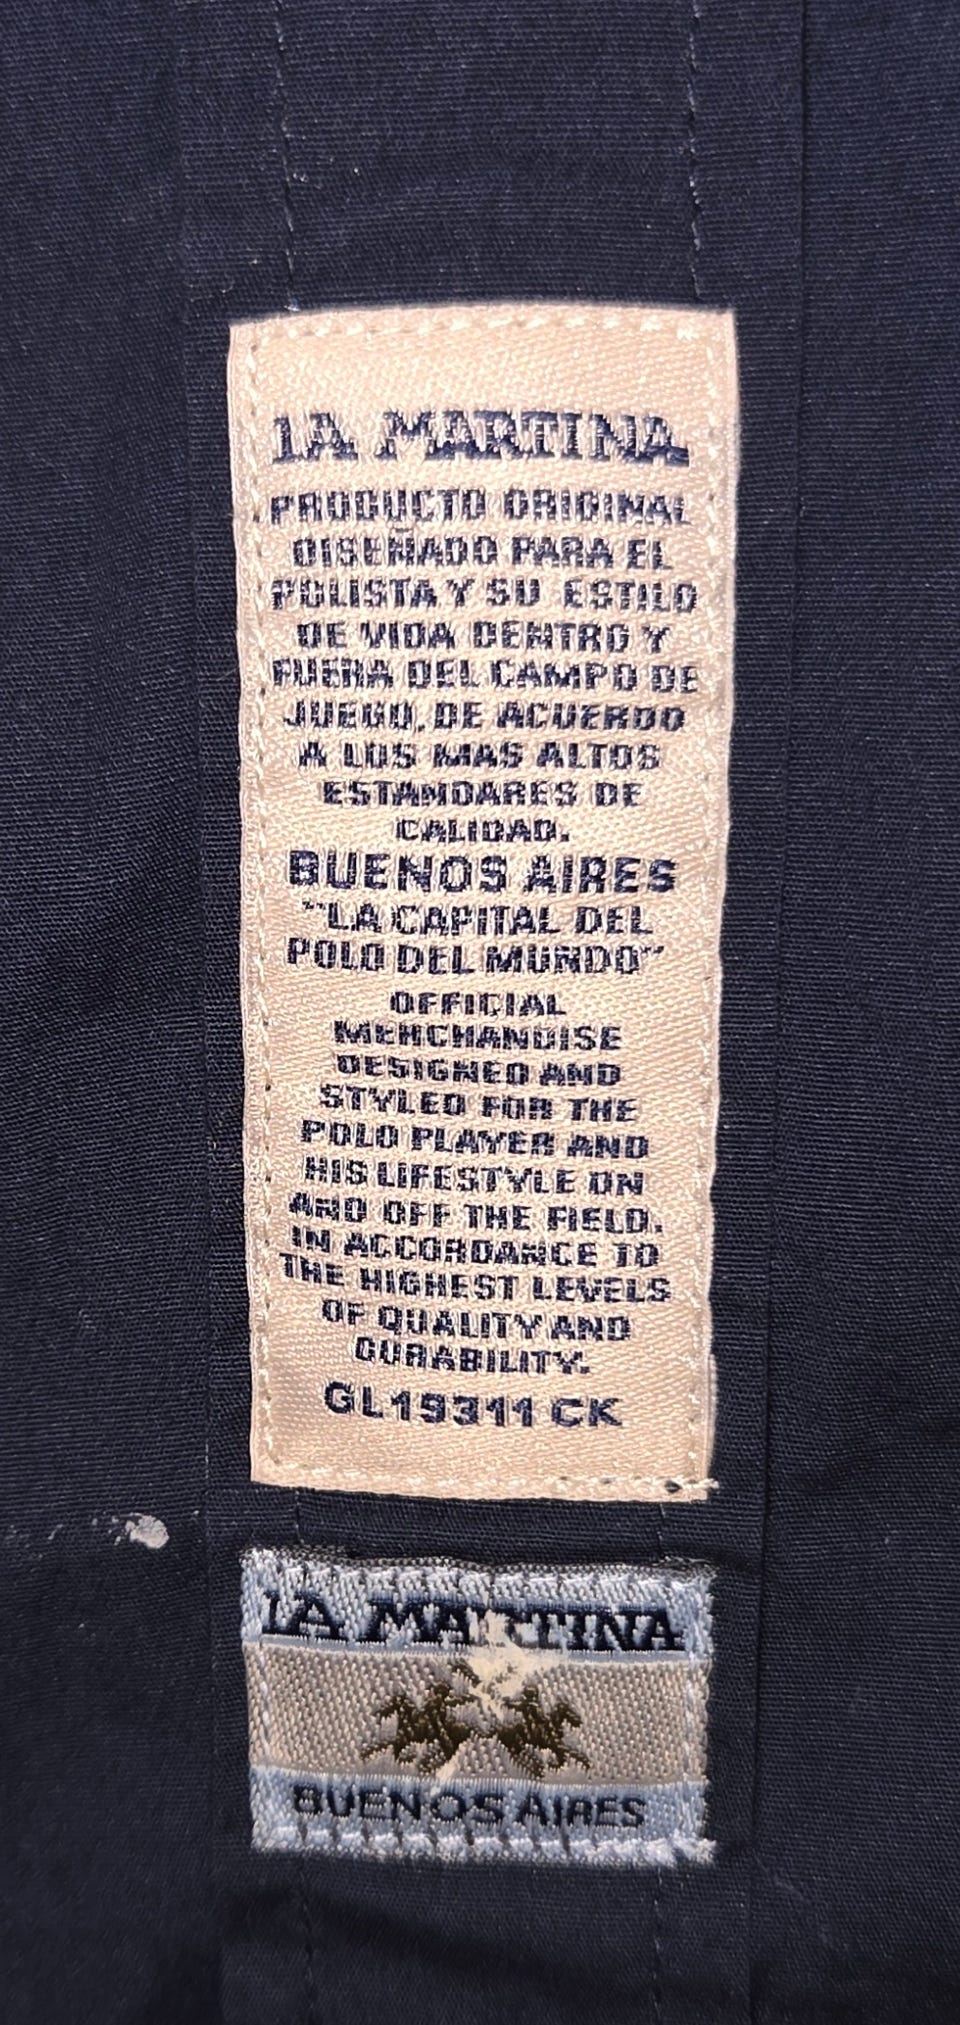 LA MARTINA
PRODUCTO ORIGINAL
DISEÑADO PARA EL
POLISTA Y SU ESTILO
DE VIDA DENTRO Y
FUERA DEL CAMPO DE
JUEGO, DE ACUERDO
A LOS MAS ALTOS
ESTANDARES DE
CALIDAD.
BUENOS AIRES
"LA CAPITAL DEL
POLO DEL MUNDO"
OFFICIAL
MERCHANDISE
DESIGNED AND
STYLED FOR THE
POLO PLAYER AND
HIS LIFESTYLE ON
AND OFF THE FIELD.
IN ACCORDANCE TO
THE HIGHEST LEVELS
OF QUALITY AND
DURABILITY.
GL19311 CK
LA MARTINA
BUENOS AIRES